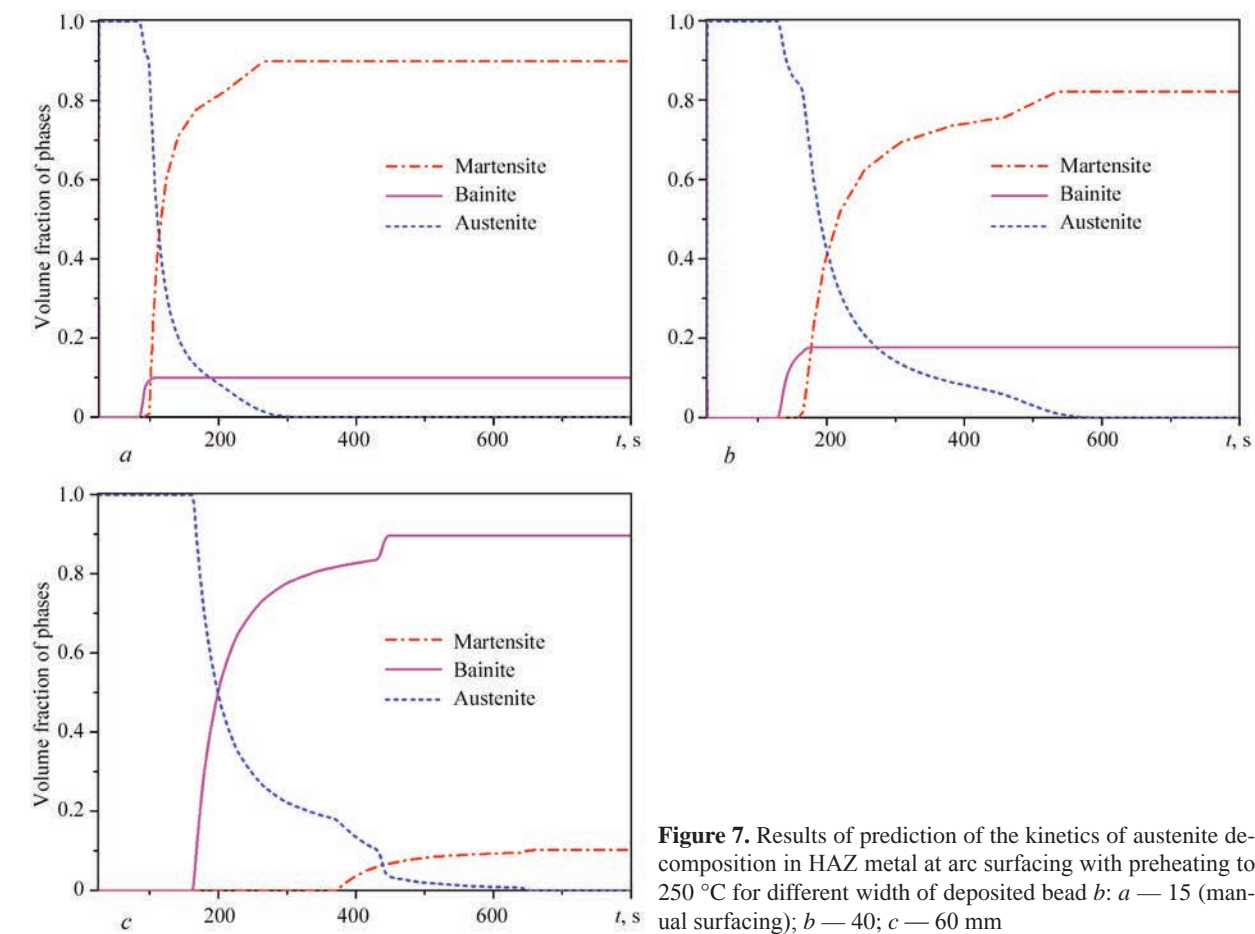 Volume fraction of phases
1.0
0.8
0.6
0.4
0.2
0
Martensite
Bainite
Austenite
200
400
600
t, s
a
1.0
0.8
0.6
0.4
0.2
0
Martensite
Bainite
Austenite
200
400
600
t, s
b
Volume fraction of phases
1.0
0.8
0.6
0.4
0.2
0
Martensite
Bainite
Austenite
200
400
600
t, s
c
Figure 7. Results of prediction of the kinetics of austenite de-
composition in HAZ metal at arc surfacing with preheating to
250 °C for different width of deposited bead b: a — 15 (man-
ual surfacing); b — 40; c — 60 mm